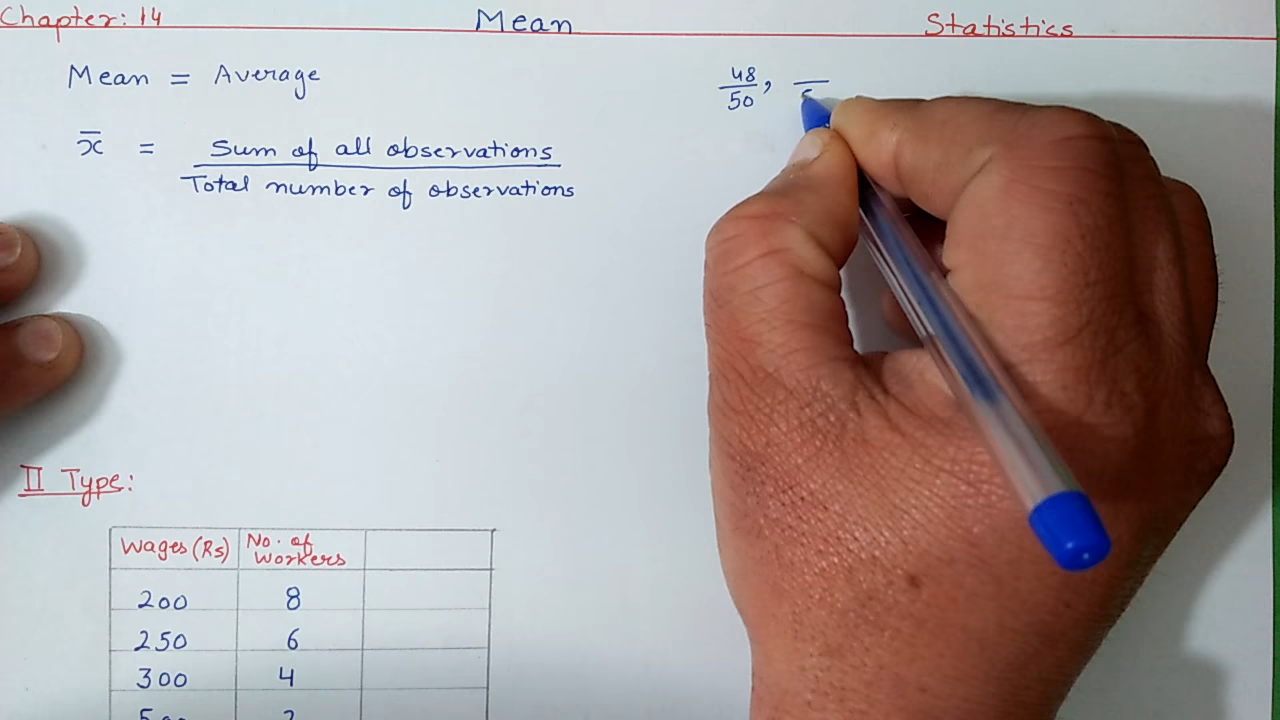 Chapter: 14 Mean Statistics
Mean = Average
x̄ = Sum of all observations / Total number of observations
48/50,
II Type:
Wages (Rs) No. of Workers
200 8
250 6
300 4